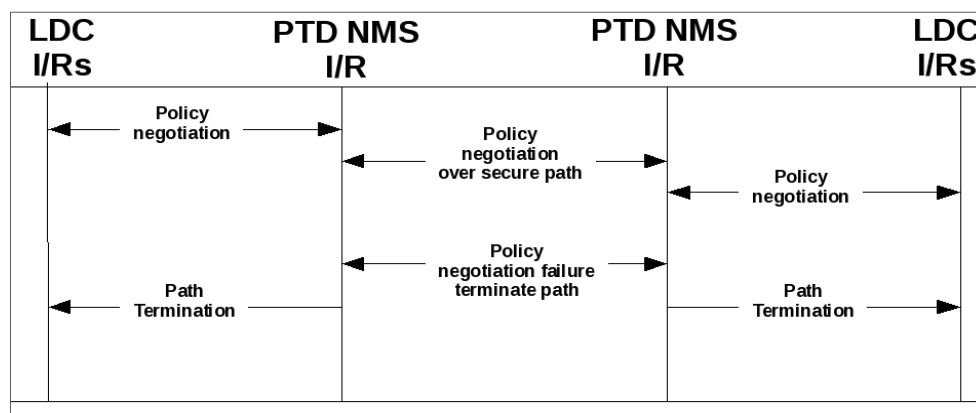 LDC
I/Rs
PTD NMS
I/R
PTD NMS
I/R
LDC
I/Rs
Policy
negotiation
Policy
negotiation
over secure path
Policy
negotiation
Policy
negotiation failure
terminate path
Path
Termination
Path
Termination